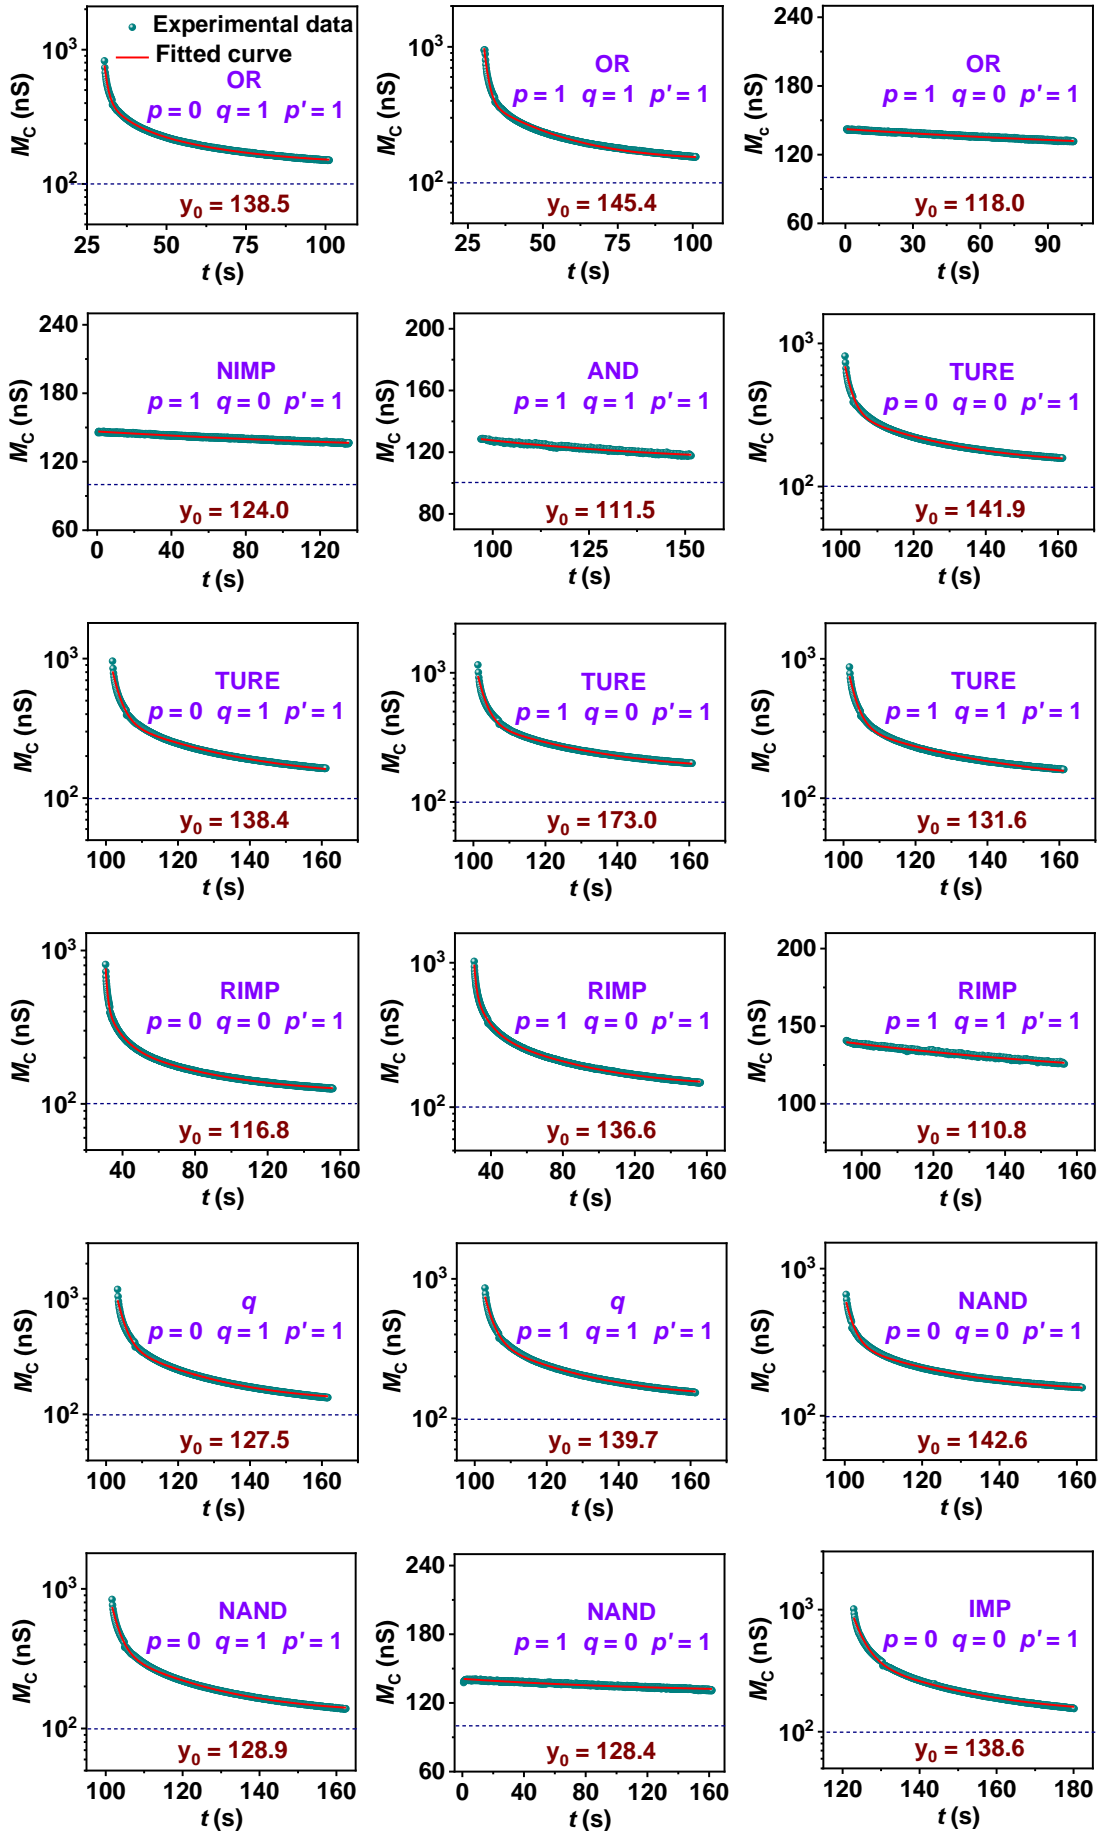 Experimental data
Fitted curve
10³
10²
M_C (nS)
OR
p = 0 q = 1 p′ = 1
y₀ = 138.5
25 50 75 100
t (s)
10³
10²
M_C (nS)
OR
p = 1 q = 1 p′ = 1
y₀ = 145.4
25 50 75 100
t (s)
240
180
120
60
M_C (nS)
OR
p = 1 q = 0 p′ = 1
y₀ = 118.0
0 30 60 90
t (s)
240
180
120
60
M_C (nS)
NIMP
p = 1 q = 0 p′ = 1
y₀ = 124.0
0 40 80 120
t (s)
200
160
120
80
M_C (nS)
AND
p = 1 q = 1 p′ = 1
y₀ = 111.5
100 125 150
t (s)
10³
10²
M_C (nS)
TURE
p = 0 q = 0 p′ = 1
y₀ = 141.9
100 120 140 160
t (s)
10³
10²
M_C (nS)
TURE
p = 0 q = 1 p′ = 1
y₀ = 138.4
100 120 140 160
t (s)
10³
10²
M_C (nS)
TURE
p = 1 q = 0 p′ = 1
y₀ = 173.0
100 120 140 160
t (s)
10³
10²
M_C (nS)
TURE
p = 1 q = 1 p′ = 1
y₀ = 131.6
100 120 140 160
t (s)
10³
10²
M_C (nS)
RIMP
p = 0 q = 0 p′ = 1
y₀ = 116.8
40 80 120 160
t (s)
10³
10²
M_C (nS)
RIMP
p = 1 q = 0 p′ = 1
y₀ = 136.6
40 80 120 160
t (s)
200
150
100
M_C (nS)
RIMP
p = 1 q = 1 p′ = 1
y₀ = 110.8
100 120 140 160
t (s)
10³
10²
M_C (nS)
q
p = 0 q = 1 p′ = 1
y₀ = 127.5
100 120 140 160
t (s)
10³
10²
M_C (nS)
q
p = 1 q = 1 p′ = 1
y₀ = 139.7
100 120 140 160
t (s)
10³
10²
M_C (nS)
NAND
p = 0 q = 0 p′ = 1
y₀ = 142.6
100 120 140 160
t (s)
10³
10²
M_C (nS)
NAND
p = 0 q = 1 p′ = 1
y₀ = 128.9
100 120 140 160
t (s)
240
180
120
60
M_C (nS)
NAND
p = 1 q = 0 p′ = 1
y₀ = 128.4
0 40 80 120 160
t (s)
10³
10²
M_C (nS)
IMP
p = 0 q = 0 p′ = 1
y₀ = 138.6
120 140 160 180
t (s)